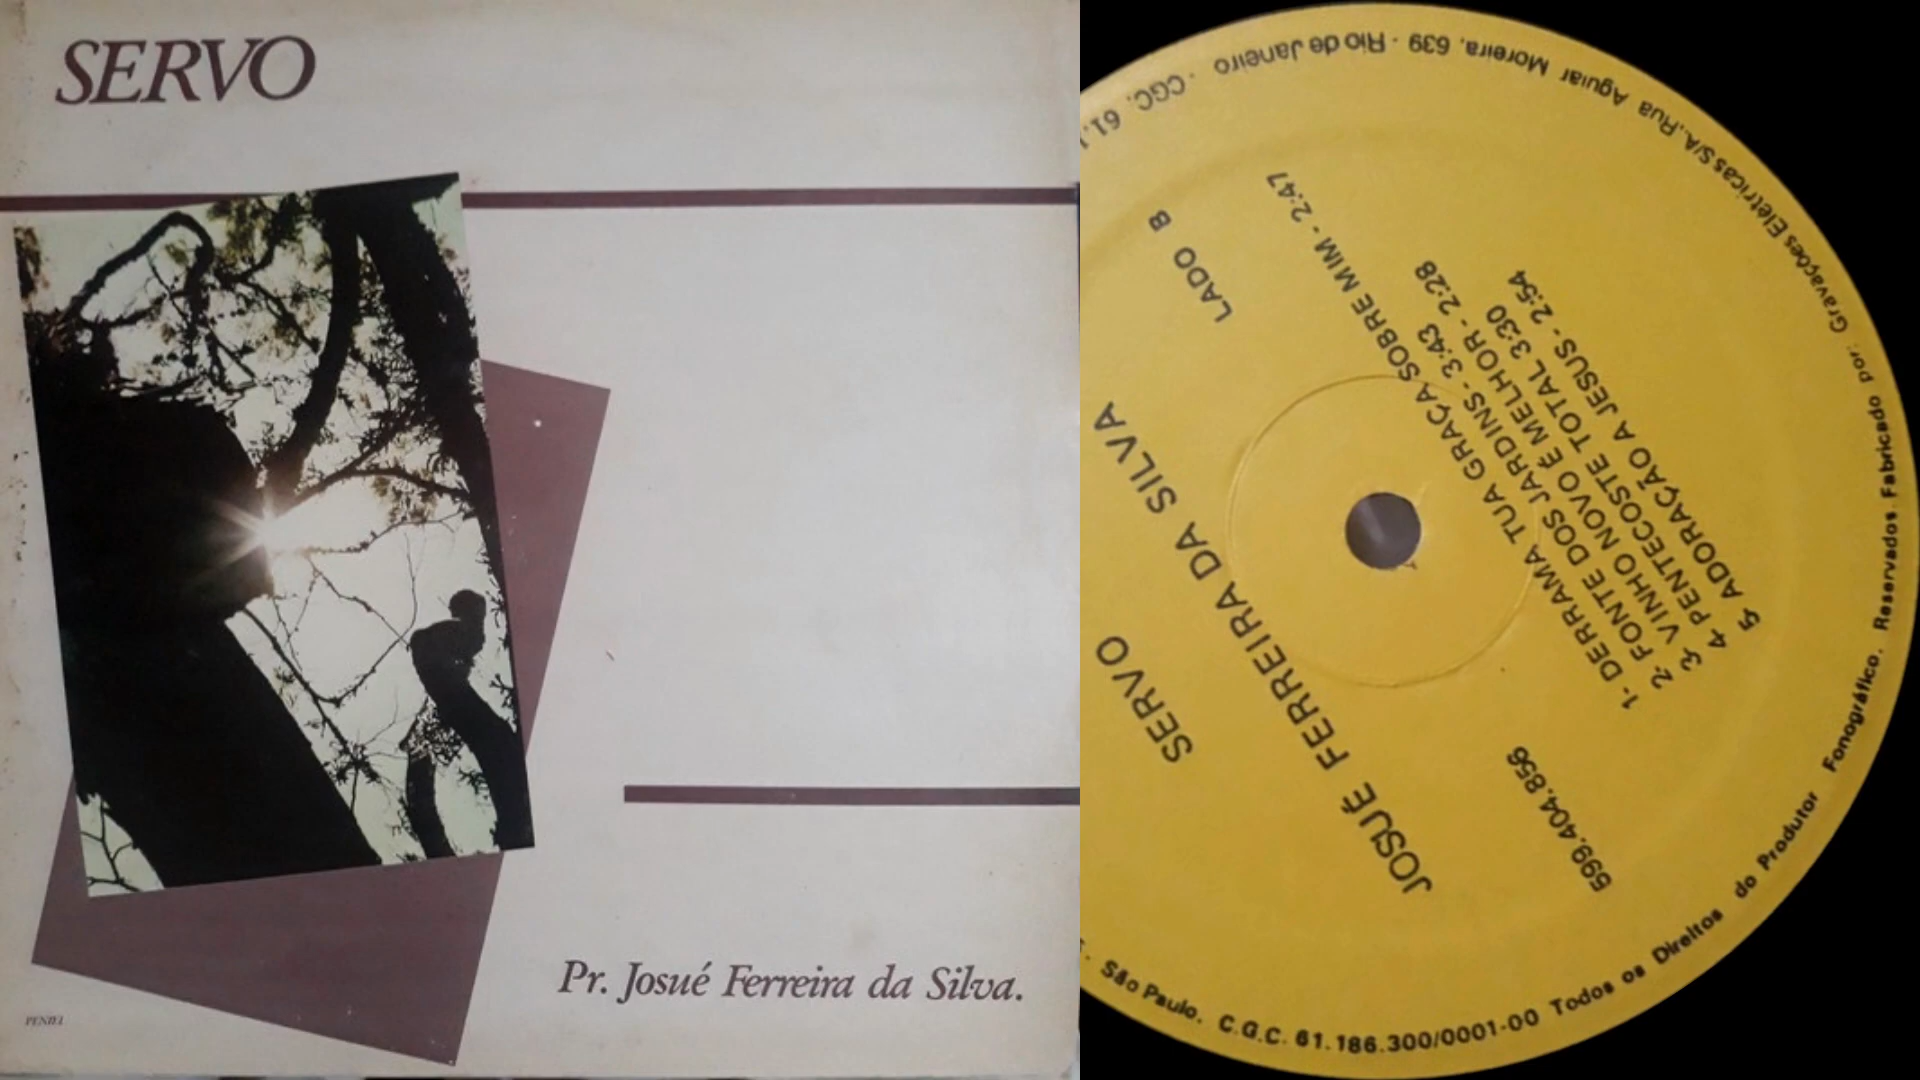 SERVO
Pr. Josué Ferreira da Silva.
PENIEL
SERVO
JOSUÉ FERREIRA DA SILVA
LADO B
599.404.856
1- DERRAMA TUA GRAÇA SOBRE MIM - 2:47
2- FONTE DOS JARDINS - 3:43
3- VINHO NOVO É MELHOR - 2:28
4- PENTECOSTE TOTAL 3:30
5- ADORAÇÃO A JESUS - 2:54
São Paulo. C.G.C. 61.186.300/0001-00 Todos os Direitos do Produtor Fonográfico. Reservados Fabricado por: Gravações Eletricas S/A. Rua Aguiar Moreira, 639 - Rio de Janeiro - CGC. 61.